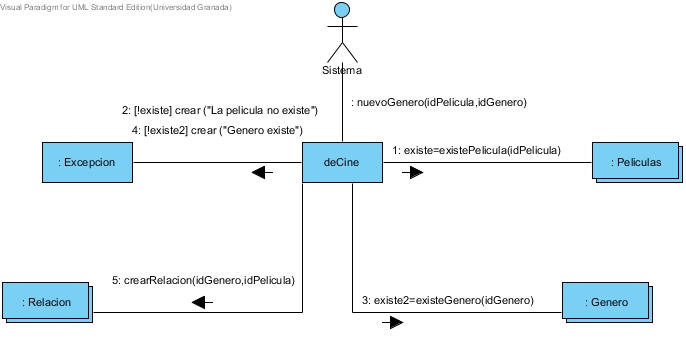 Visual Paradigm for UML Standard Edition(Universidad Granada)
Sistema
: nuevoGenero(idPelicula,idGenero)
2: [!existe] crear ("La pelicula no existe")
4: [!existe2] crear ("Genero existe")
1: existe=existePelicula(idPelicula)
: Excepcion
deCine
: Peliculas
5: crearRelacion(idGenero,idPelicula)
3: existe2=existeGenero(idGenero)
: Relacion
: Genero